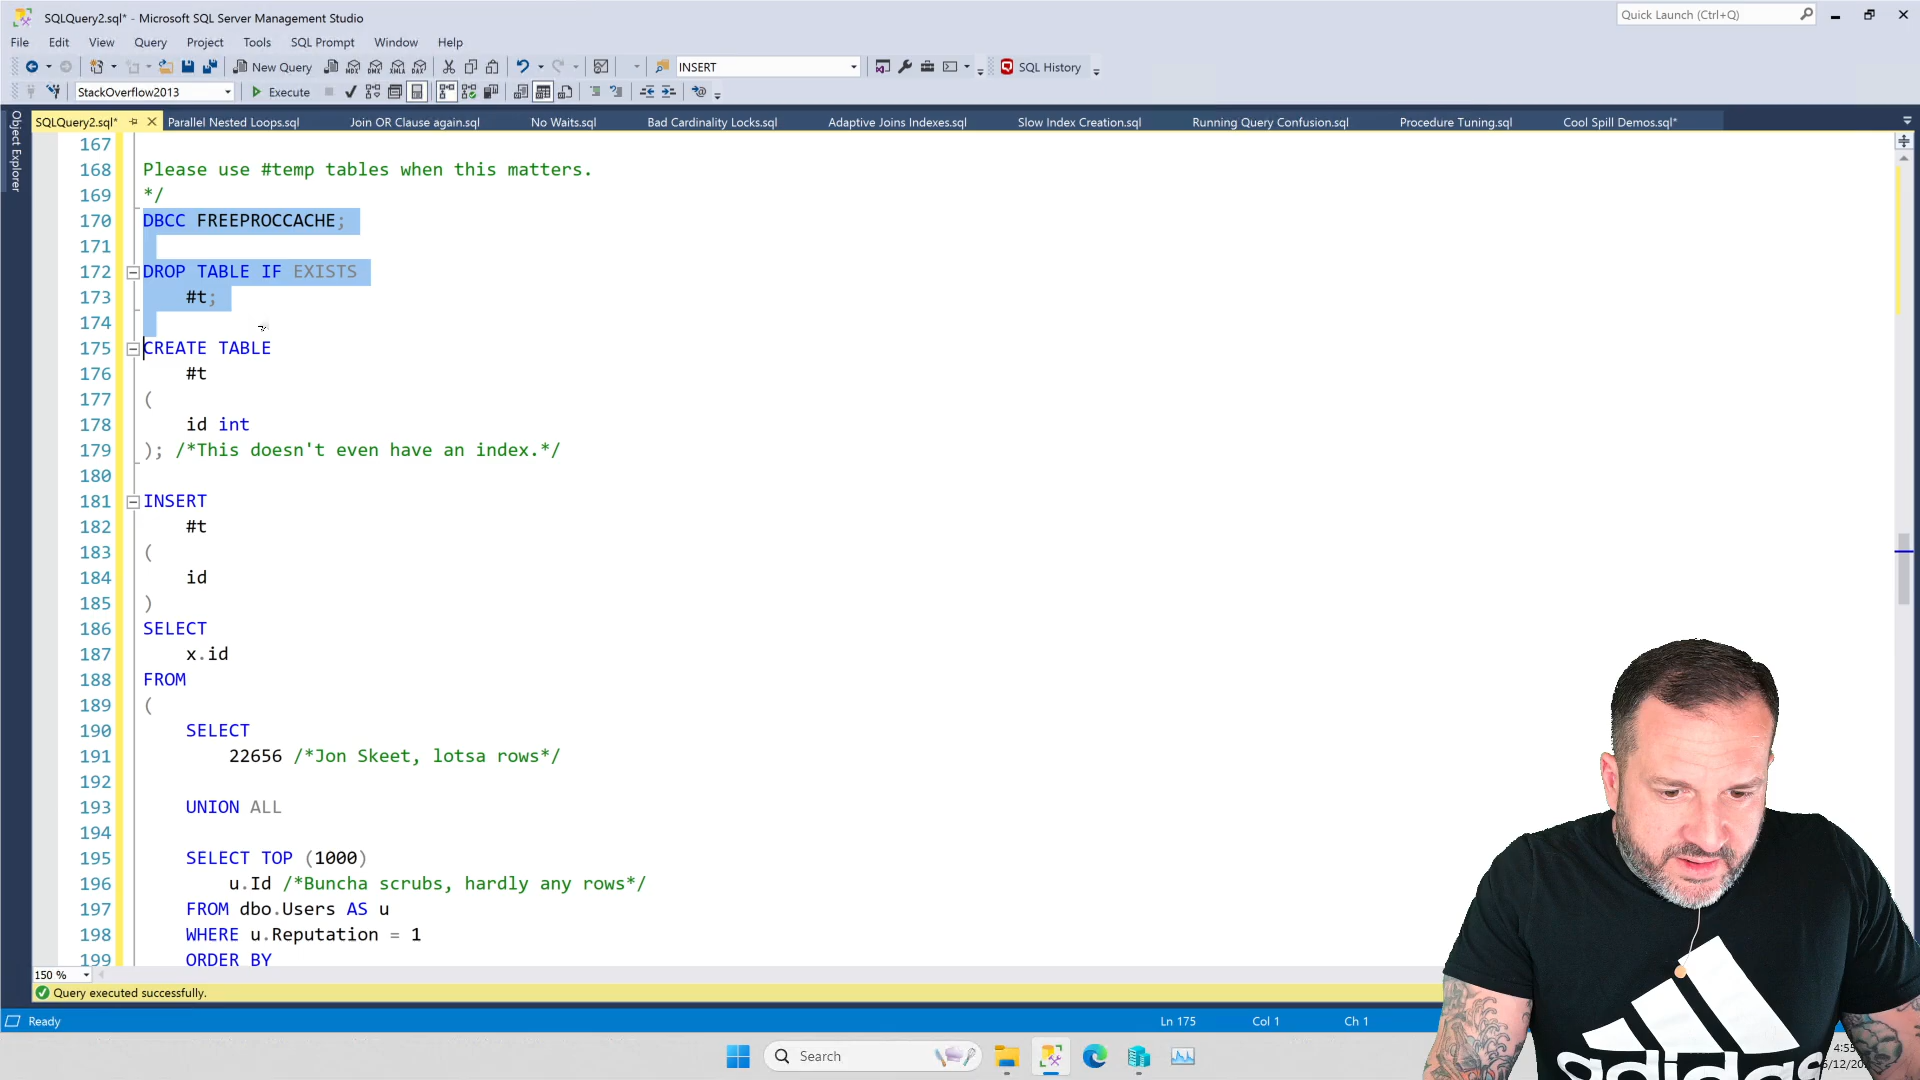 SQLQuery2.sql* - Microsoft SQL Server Management Studio
Quick Launch (Ctrl+Q)
File Edit View Query Project Tools SQL Prompt Window Help
New Query MDX DMX XMLA DAX INSERT SQL History
StackOverflow2013 Execute
SQLQuery2.sql* Parallel Nested Loops.sql Join OR Clause again.sql No Waits.sql Bad Cardinality Locks.sql Adaptive Joins Indexes.sql Slow Index Creation.sql Running Query Confusion.sql Procedure Tuning.sql Cool Spill Demos.sql*
Object Explorer
167
168 Please use #temp tables when this matters.
169 */
170 DBCC FREEPROCCACHE;
171
172 DROP TABLE IF EXISTS
173 #t;
174
175 CREATE TABLE
176 #t
177 (
178 id int
179 ); /*This doesn't even have an index.*/
180
181 INSERT
182 #t
183 (
184 id
185 )
186 SELECT
187 x.id
188 FROM
189 (
190 SELECT
191 22656 /*Jon Skeet, lotsa rows*/
192
193 UNION ALL
194
195 SELECT TOP (1000)
196 u.Id /*Buncha scrubs, hardly any rows*/
197 FROM dbo.Users AS u
198 WHERE u.Reputation = 1
199 ORDER BY
150 %
Query executed successfully.
Ready Ln 175 Col 1 Ch 1
Search
4:55
adidas